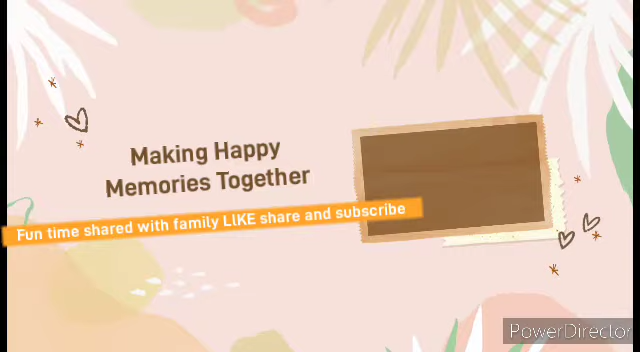 Making Happy
Memories Together
Fun time shared with family LIKE share and subscribe
PowerDirector